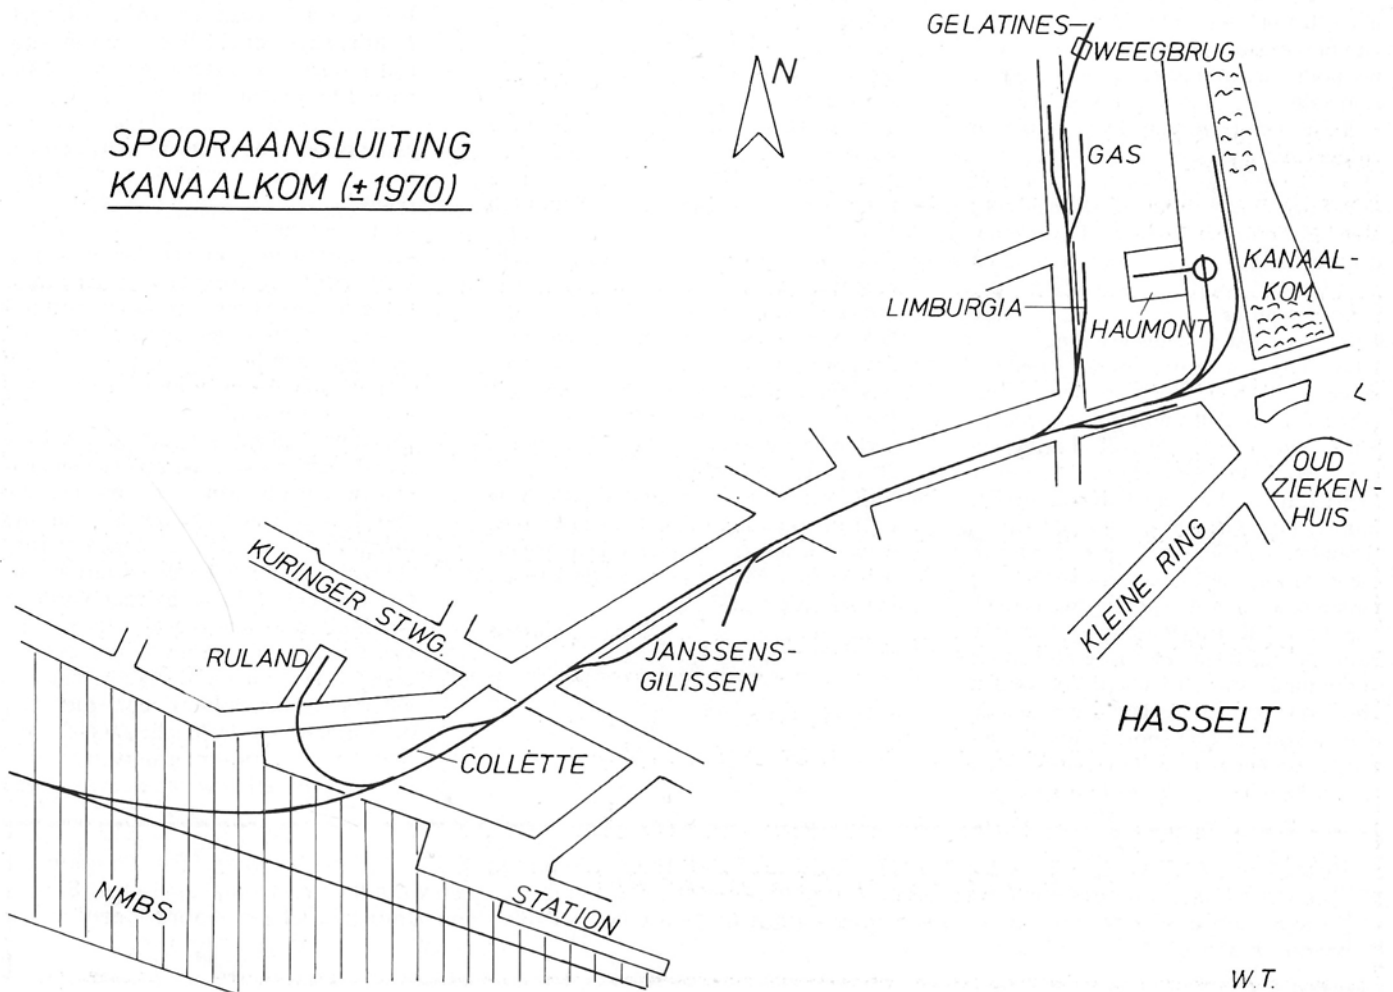 GELATINES
WEEGBRUG
N
SPOORAANSLUITING
KANAALKOM (±1970)
GAS
KANAAL-
KOM
LIMBURGIA
HAUMONT
OUD
ZIEKEN-
HUIS
KLEINE RING
KURINGER STWG.
RULAND
JANSSENS-
GILISSEN
HASSELT
COLLETTE
NMBS
STATION
W.T.